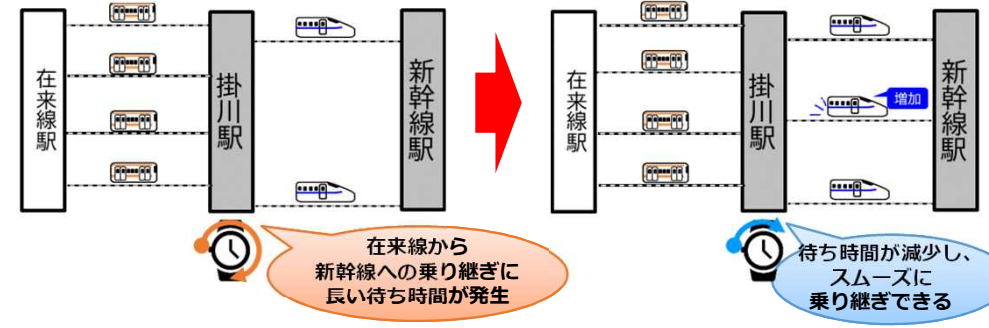 在来線駅
掛川駅
新幹線駅
在来線から
新幹線への乗り継ぎに
長い待ち時間が発生
在来線駅
掛川駅
増加
新幹線駅
待ち時間が減少し、
スムーズに
乗り継ぎできる